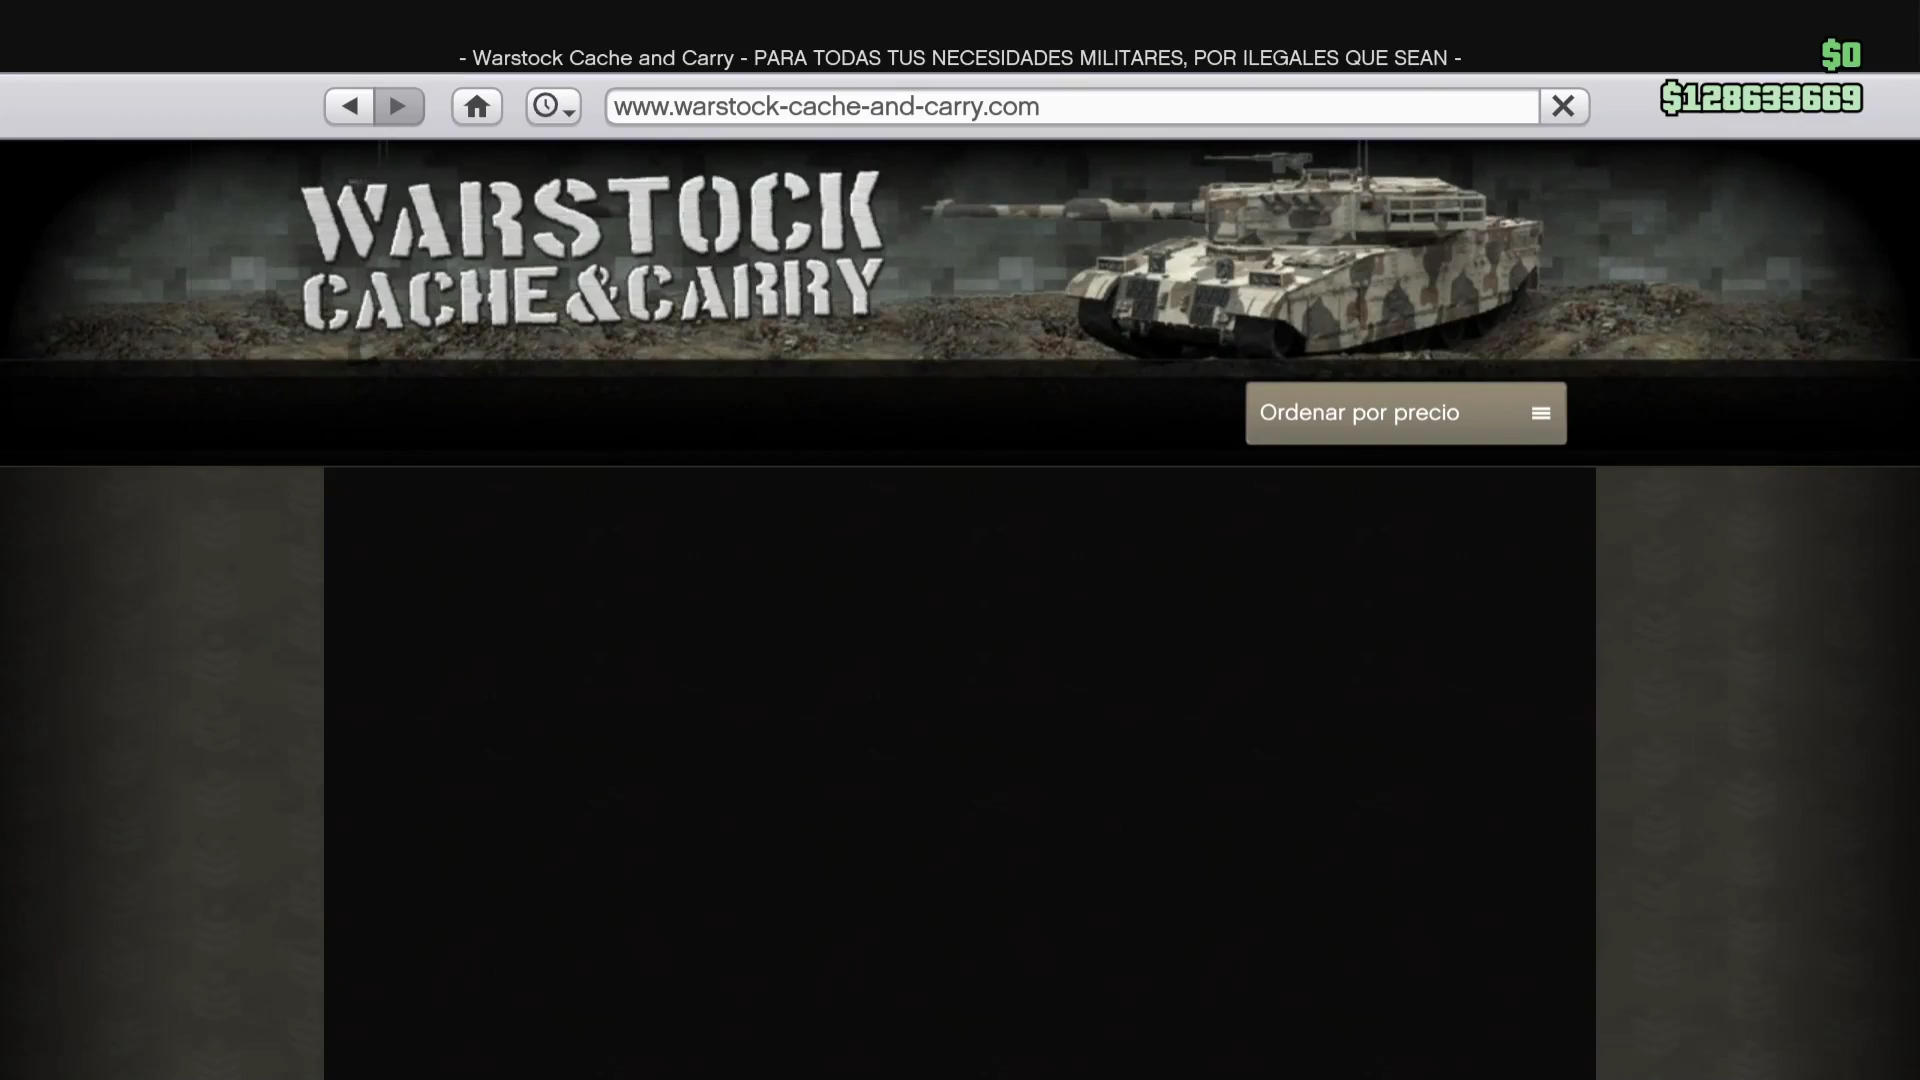 - Warstock Cache and Carry - PARA TODAS TUS NECESIDADES MILITARES, POR ILEGALES QUE SEAN -
$0
www.warstock-cache-and-carry.com
$128633669
WARSTOCK
CACHE&CARRY
Ordenar por precio